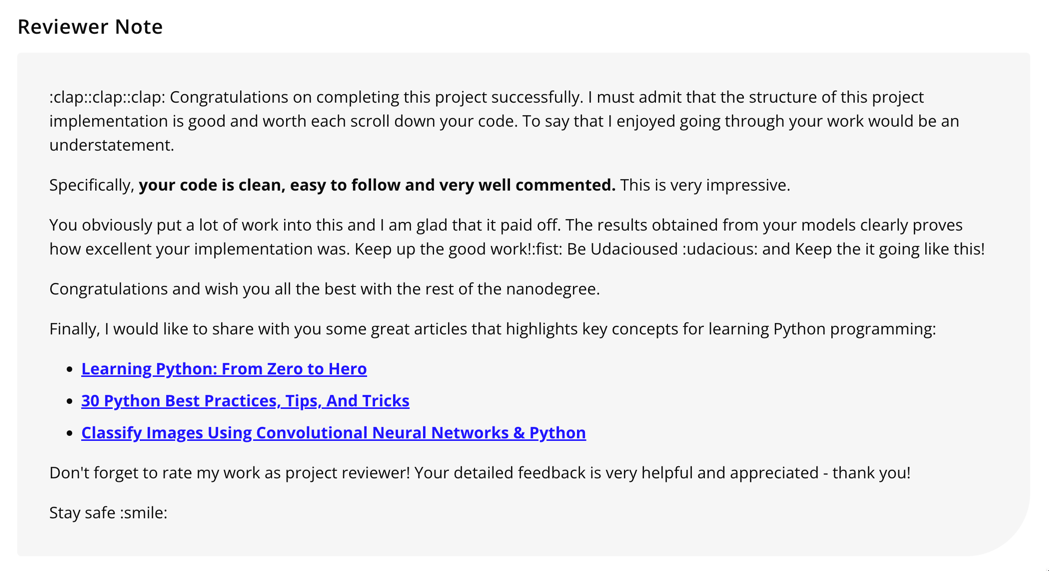 Reviewer Note
:clap::clap::clap: Congratulations on completing this project successfully. I must admit that the structure of this project
implementation is good and worth each scroll down your code. To say that I enjoyed going through your work would be an
understatement.
Specifically, your code is clean, easy to follow and very well commented. This is very impressive.
You obviously put a lot of work into this and I am glad that it paid off. The results obtained from your models clearly proves
how excellent your implementation was. Keep up the good work!:fist: Be Udacioused :udacious: and Keep the it going like this!
Congratulations and wish you all the best with the rest of the nanodegree.
Finally, I would like to share with you some great articles that highlights key concepts for learning Python programming:
• Learning Python: From Zero to Hero
• 30 Python Best Practices, Tips, And Tricks
• Classify Images Using Convolutional Neural Networks & Python
Don't forget to rate my work as project reviewer! Your detailed feedback is very helpful and appreciated - thank you!
Stay safe :smile: